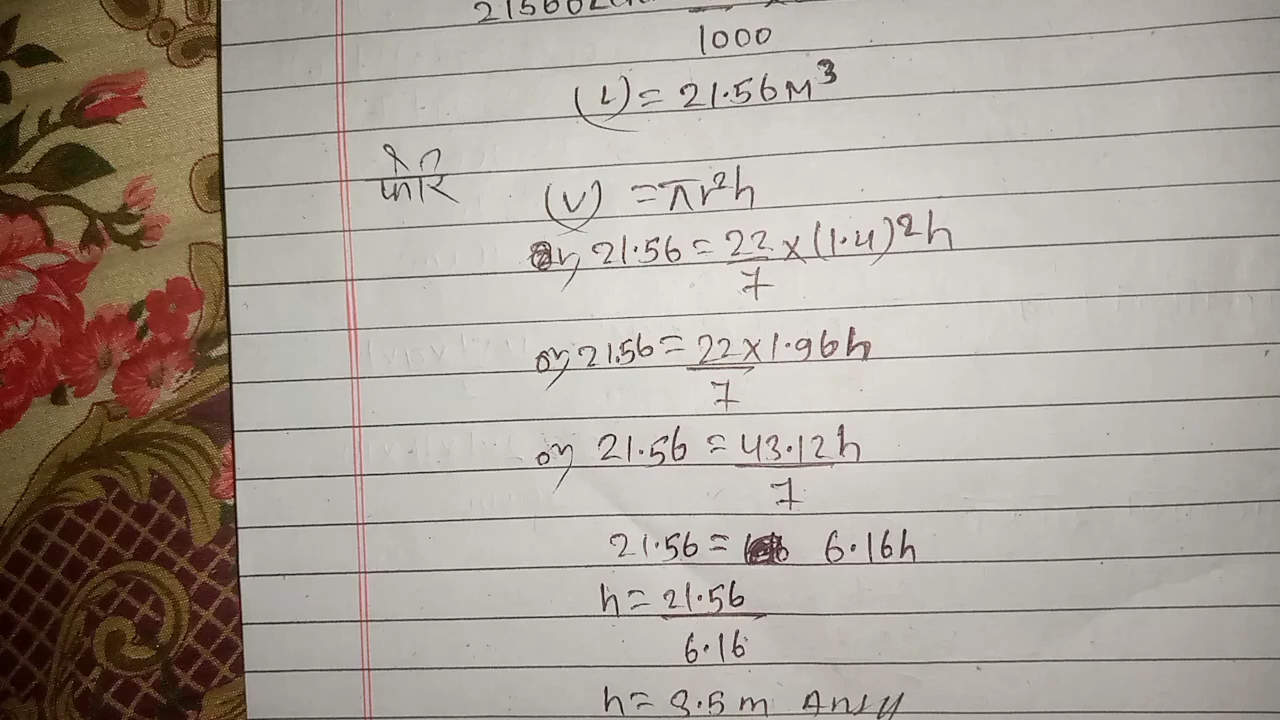 1000
(L) = 21.56 M³
(V) = πr²h
or, 21.56 = 22/7 × (1.4)²h
or, 21.56 = 22 × 1.96h / 7
or, 21.56 = 43.12h / 7
21.56 = 6.16h
h = 21.56 / 6.16
h = 3.5 m Ans